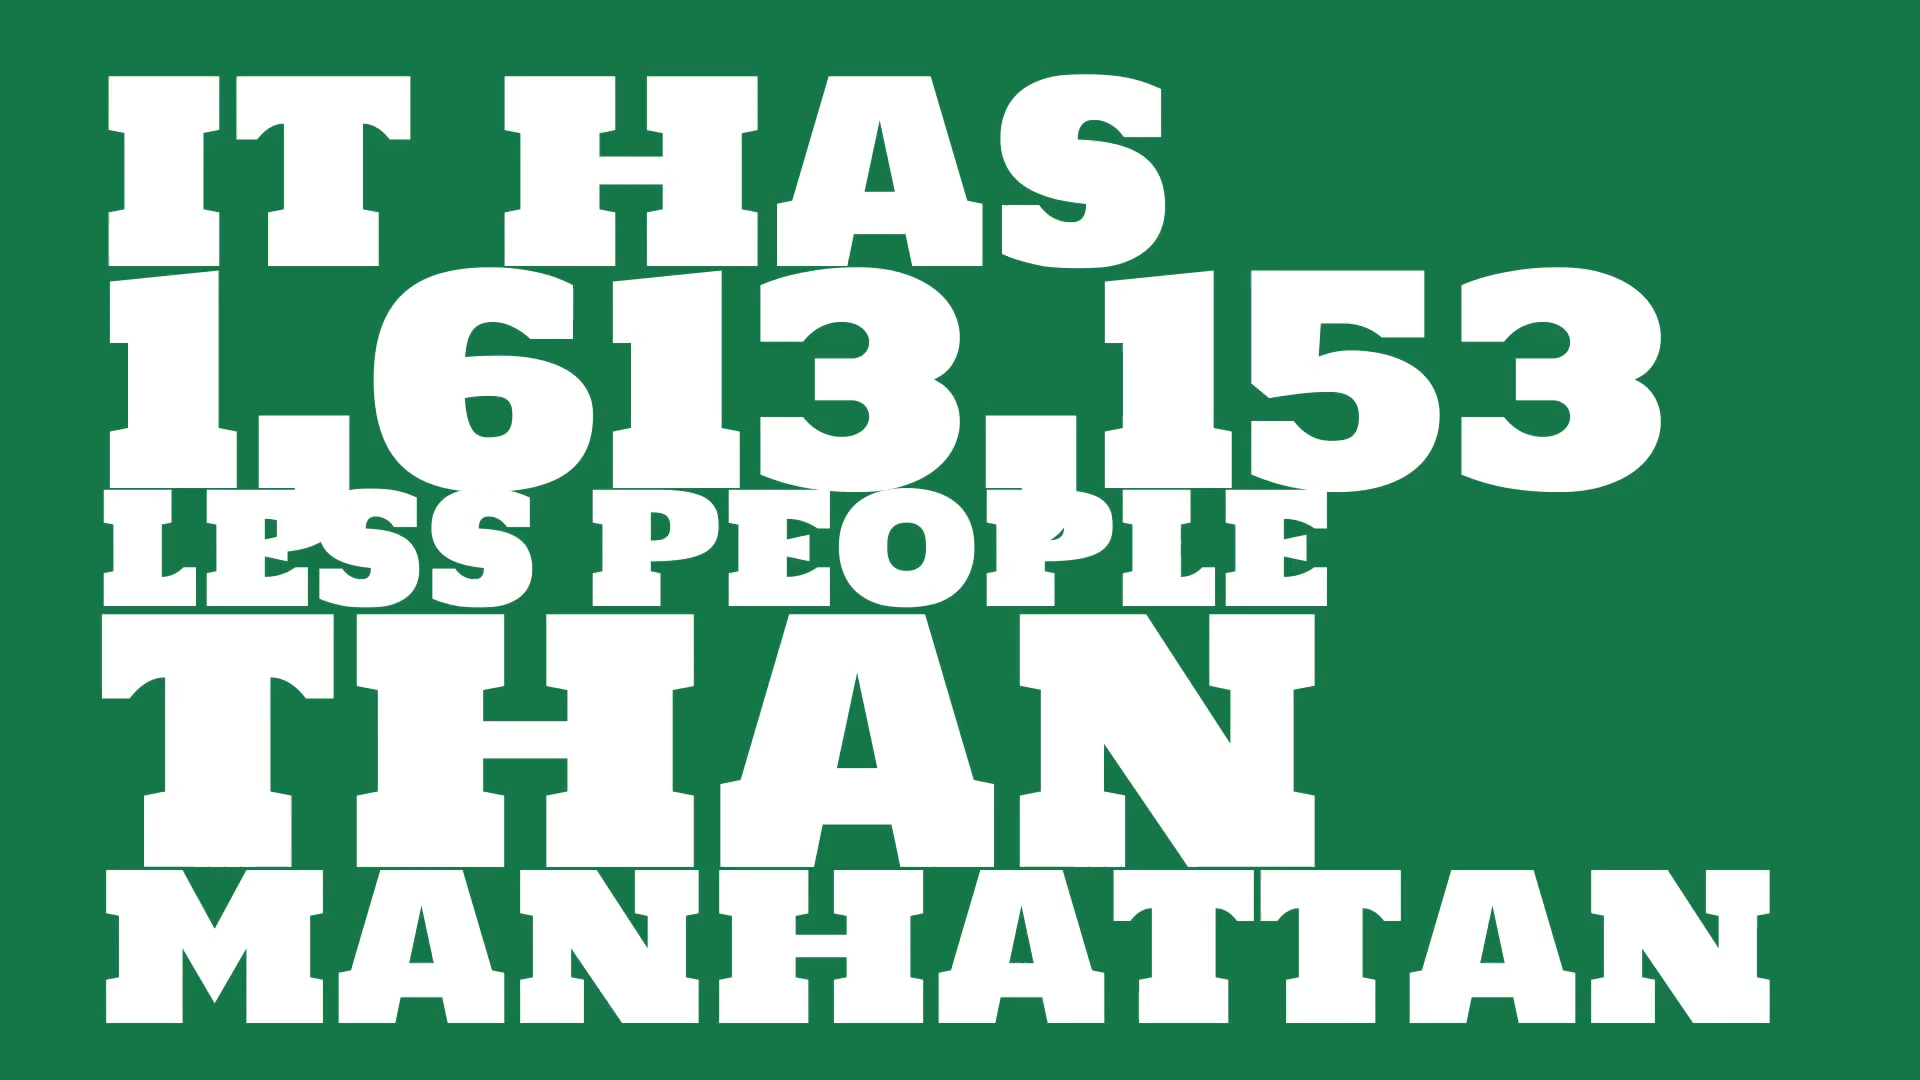 IT HAS
1,613,153
LESS PEOPLE
THAN
MANHATTAN